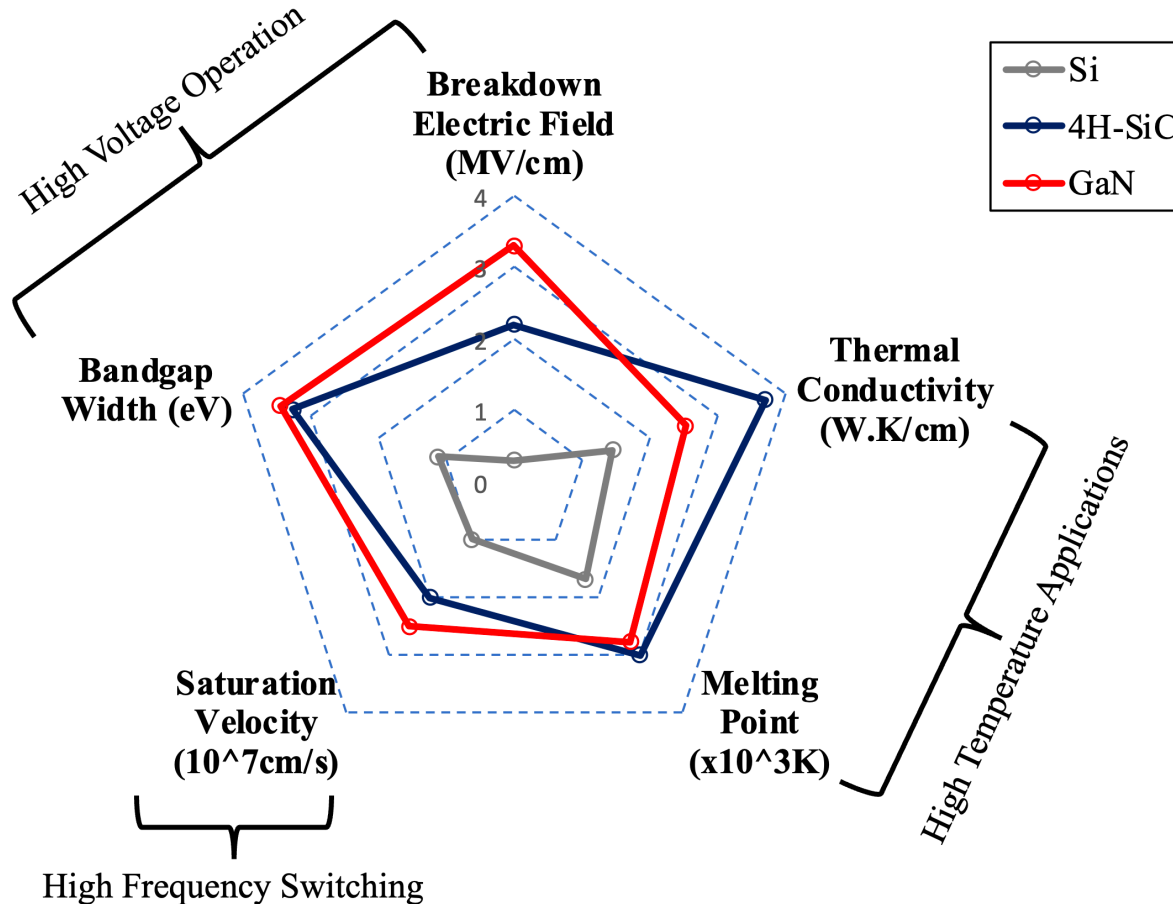 High Voltage Operation
Breakdown
Electric Field
(MV/cm)
Si
4H-SiC
GaN
4
3
2
1
0
Bandgap
Width (eV)
Thermal
Conductivity
(W.K/cm)
Saturation
Velocity
(10^7cm/s)
Melting
Point
(x10^3K)
High Temperature Applications
High Frequency Switching